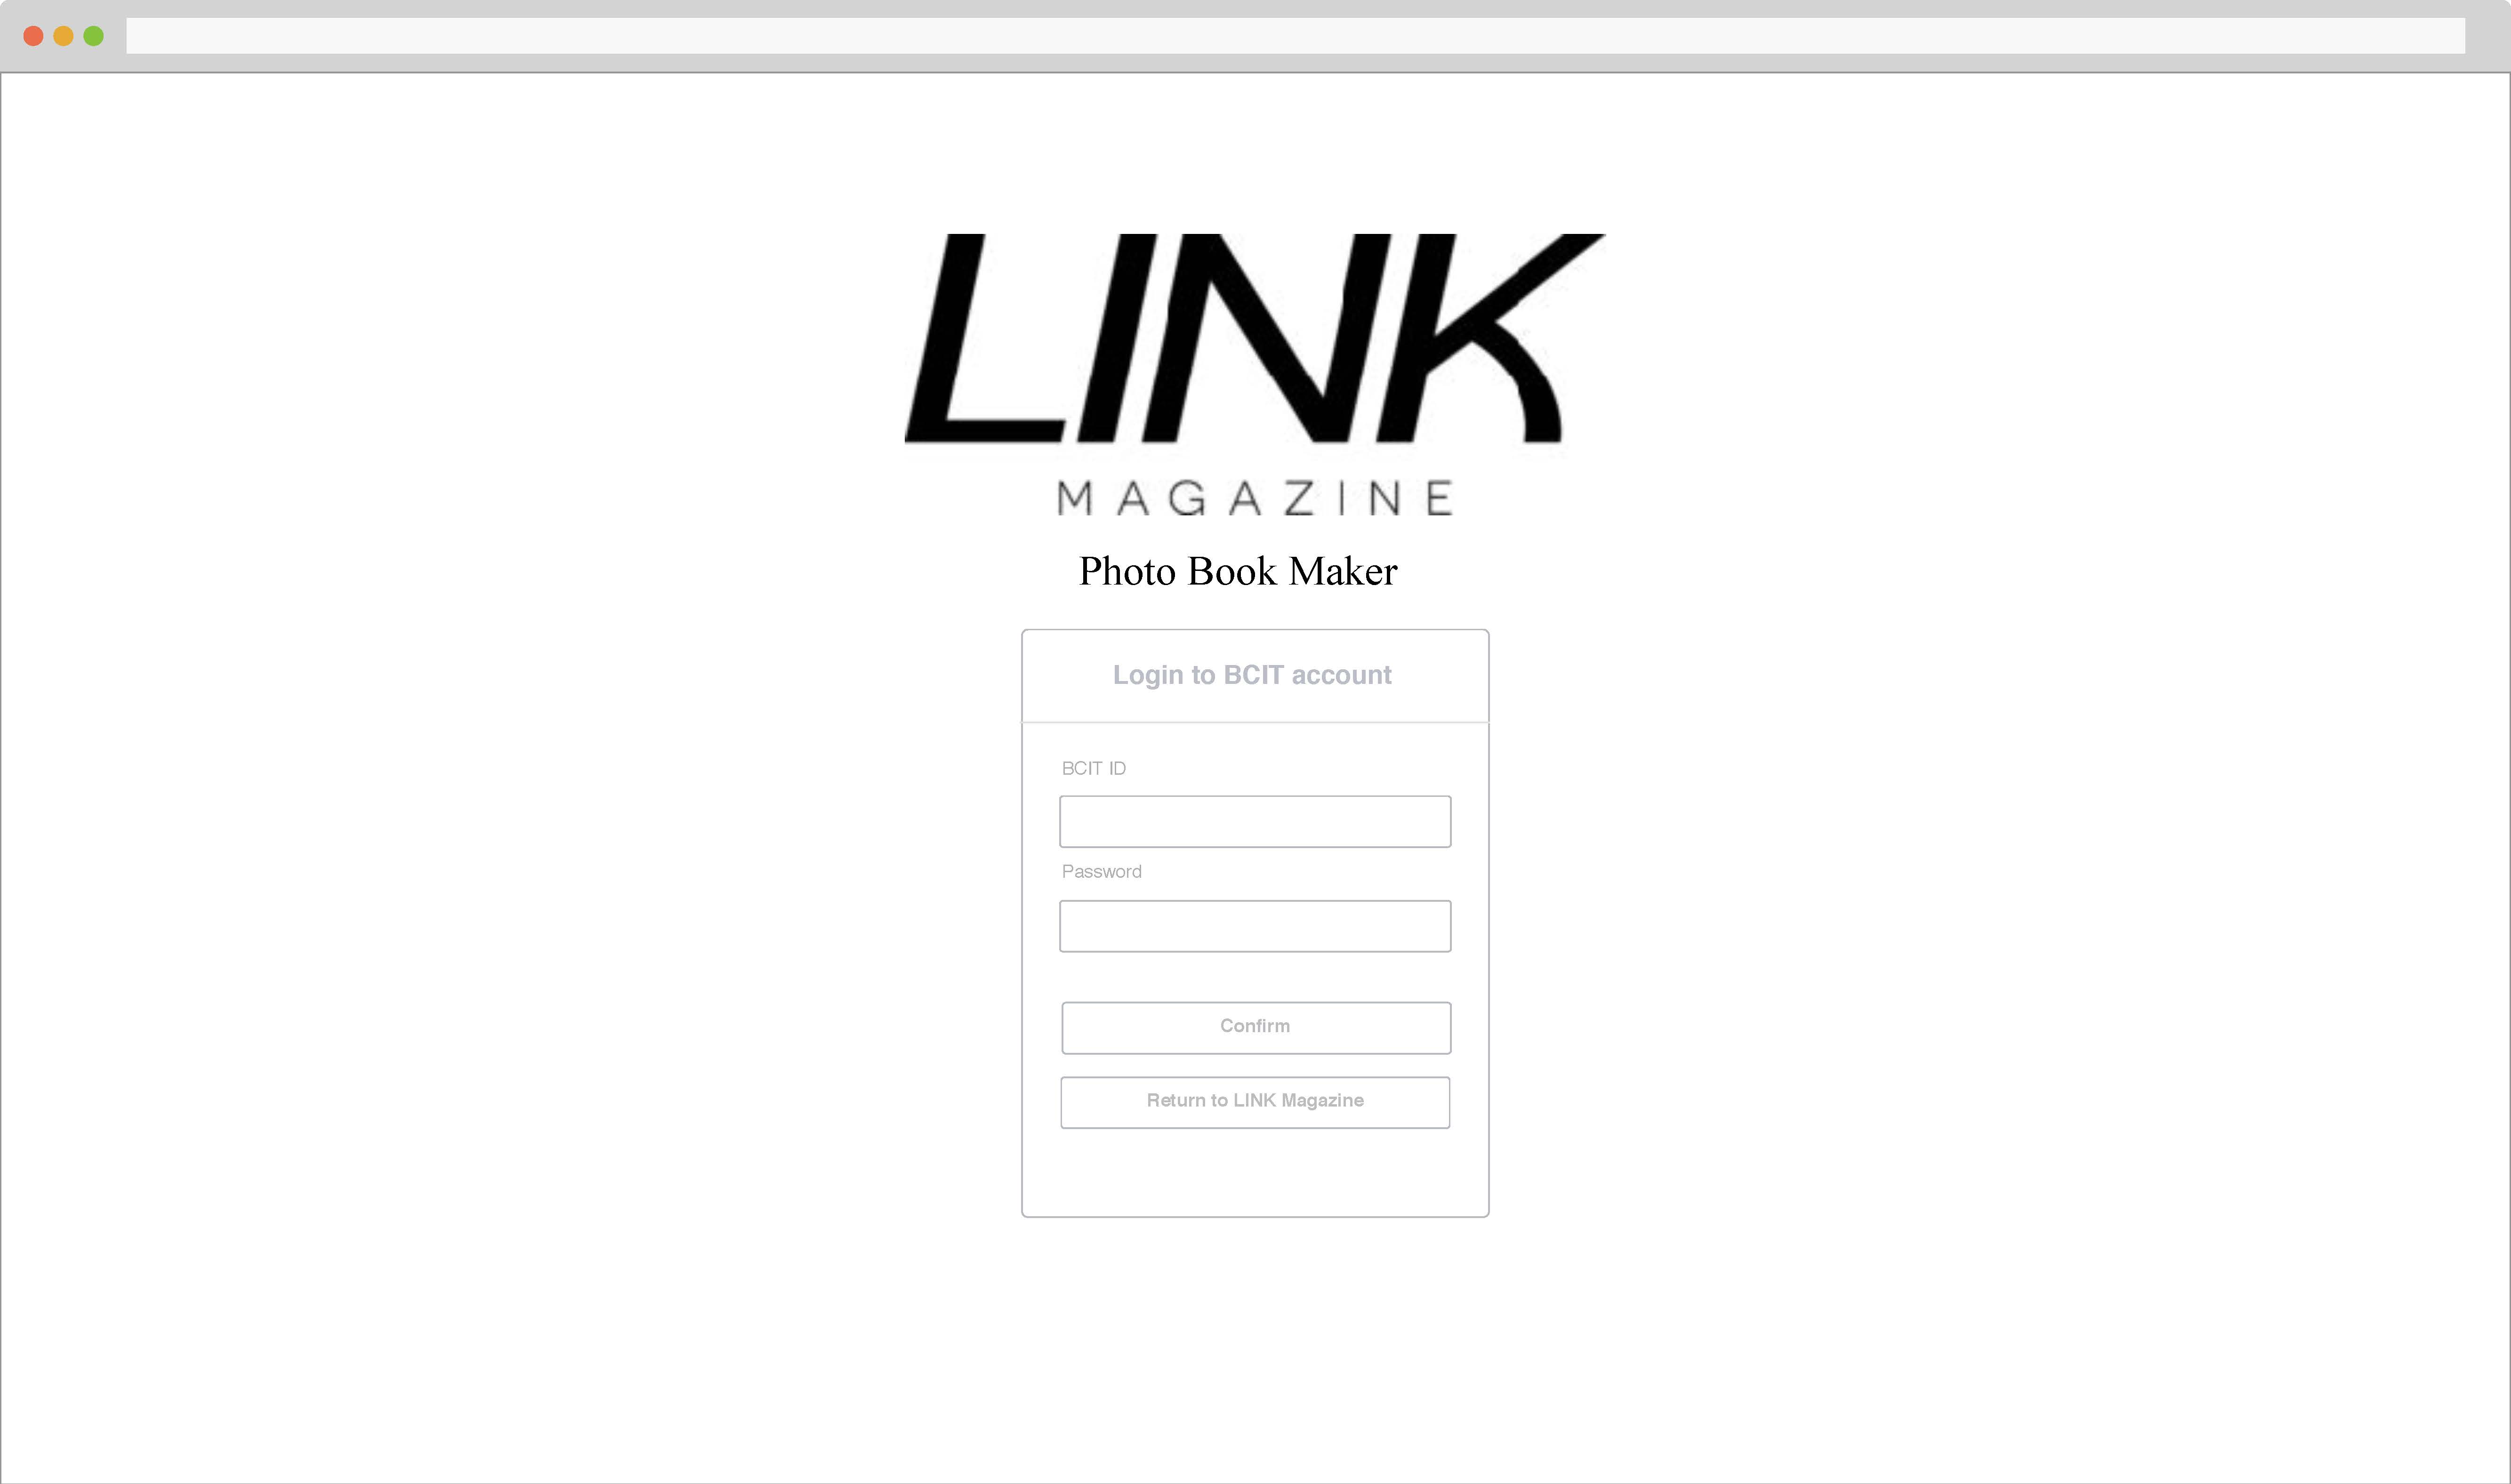 LINK
MAGAZINE
Photo Book Maker
Login to BCIT account
BCIT ID
Password
Confirm
Return to LINK Magazine